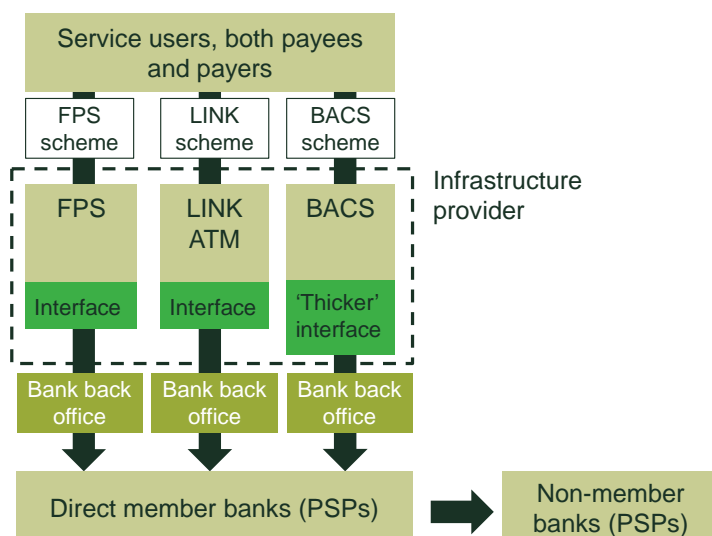 Service users, both payees
and payers
FPS
scheme
LINK
scheme
BACS
scheme
Infrastructure
provider
FPS
LINK
ATM
BACS
Interface
Interface
‘Thicker’
interface
Bank back
office
Bank back
office
Bank back
office
Direct member banks (PSPs)
Non-member
banks (PSPs)